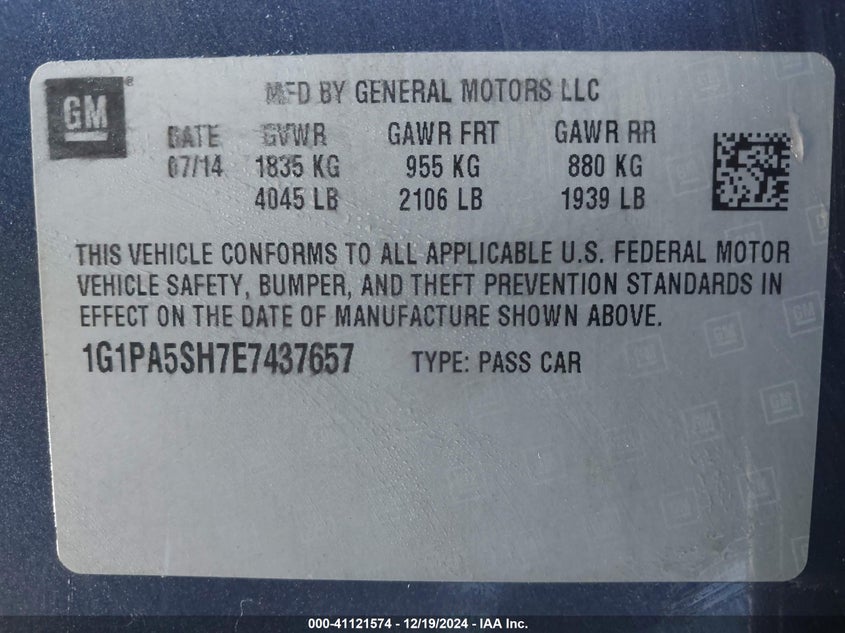 GM
MFD BY GENERAL MOTORS LLC
DATE GVWR GAWR FRT GAWR RR
07/14 1835 KG 955 KG 880 KG
4045 LB 2106 LB 1939 LB
THIS VEHICLE CONFORMS TO ALL APPLICABLE U.S. FEDERAL MOTOR
VEHICLE SAFETY, BUMPER, AND THEFT PREVENTION STANDARDS IN
EFFECT ON THE DATE OF MANUFACTURE SHOWN ABOVE.
1G1PA5SH7E7437657 TYPE: PASS CAR
000-41121574 - 12/19/2024 - IAA Inc.